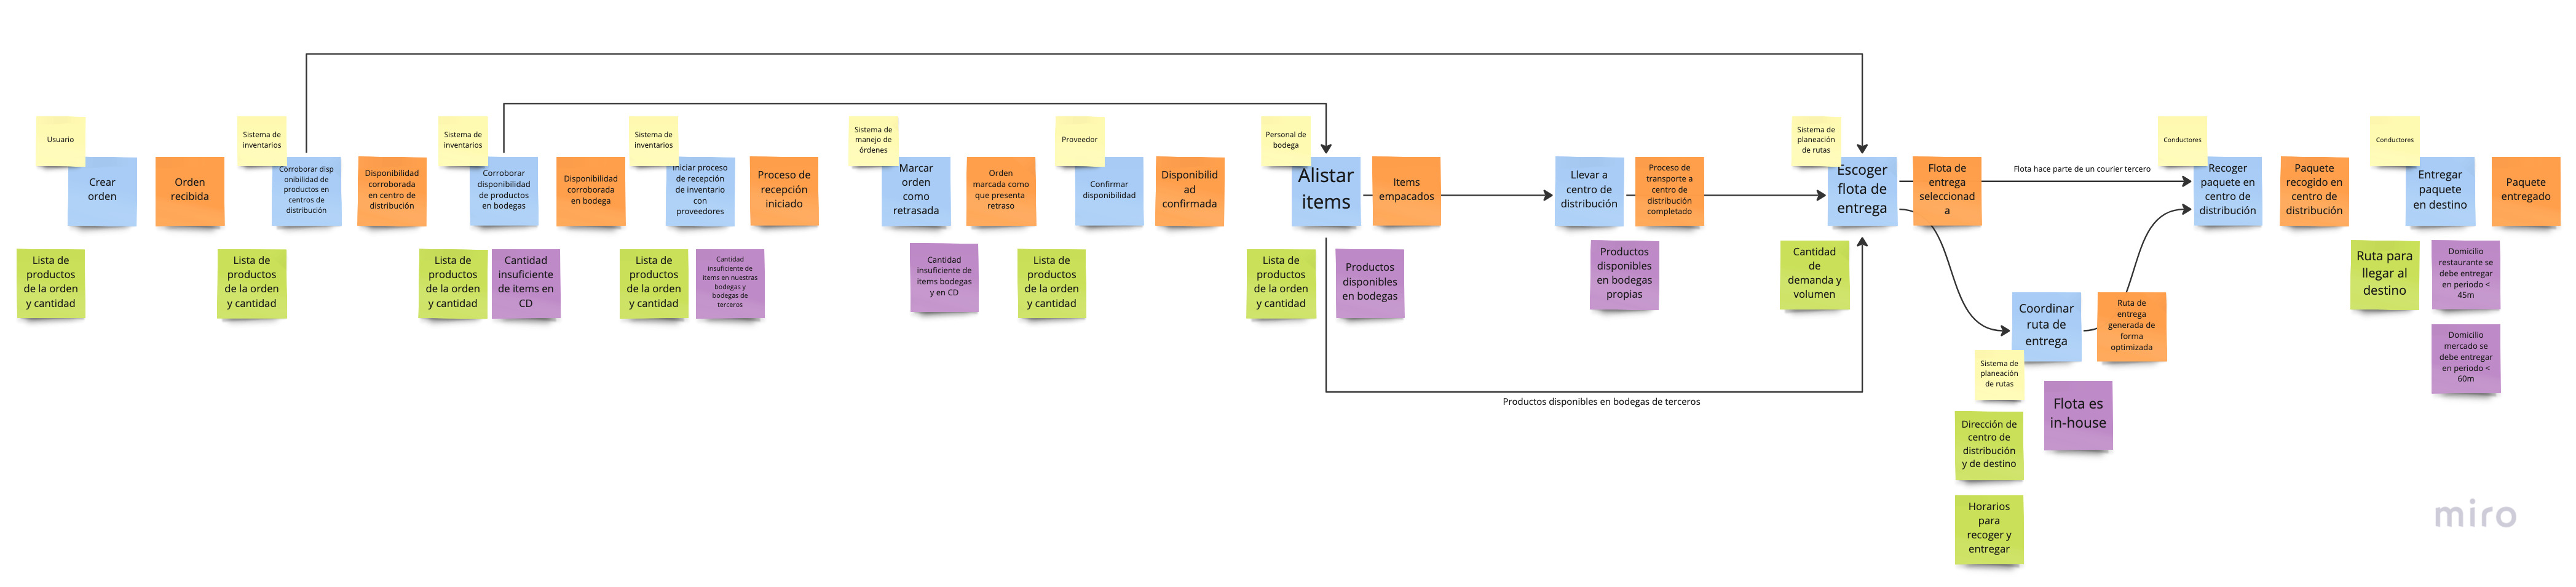 Usuario
Crear
orden
Orden
recibida
Lista de
productos
de la orden
y cantidad
Sistema de
inventarios
Corroborar disp
onibilidad de
productos en
centros de
distribución
Disponibilidad
corroborada
en centro de
distribución
Lista de
productos
de la orden
y cantidad
Sistema de
inventarios
Corroborar
disponibilidad
de productos
en bodegas
Disponibilidad
corroborada
en bodega
Lista de
productos
de la orden
y cantidad
Cantidad
insuficiente
de items en
CD
Sistema de
inventarios
Iniciar proceso
de recepción
de inventario
con
proveedores
Proceso de
recepción
iniciado
Lista de
productos
de la orden
y cantidad
Cantidad
insuficiente de
items en nuestras
bodegas y
bodegas de
terceros
Sistema de
manejo de
órdenes
Marcar
orden
como
retrasada
Orden
marcada como
que presenta
retraso
Cantidad
insuficiente de
items bodegas
y en CD
Proveedor
Confirmar
disponibilidad
Disponibilid
ad
confirmada
Lista de
productos
de la orden
y cantidad
Personal de
bodega
Alistar
items
Items
empacados
Lista de
productos
de la orden
y cantidad
Productos
disponibles
en bodegas
Llevar a
centro de
distribución
Proceso de
transporte a
centro de
distribución
completado
Productos
disponibles
en bodegas
propias
Productos disponibles en bodegas de terceros
Sistema de
planeación
de rutas
Escoger
flota de
entrega
Flota de
entrega
seleccionad
a
Cantidad
de
demanda y
volumen
Flota hace parte de un courier tercero
Coordinar
ruta de
entrega
Ruta de
entrega
generada de
forma
optimizada
Sistema de
planeación
de rutas
Flota es
in-house
Dirección de
centro de
distribución
y de destino
Horarios
para
recoger y
entregar
Conductores
Recoger
paquete en
centro de
distribución
Paquete
recogido en
centro de
distribución
Conductores
Entregar
paquete
en destino
Paquete
entregado
Ruta para
llegar al
destino
Domicilio
restaurante se
debe entregar
en periodo <
45m
Domicilio
mercado se
debe entregar
en periodo <
60m
miro